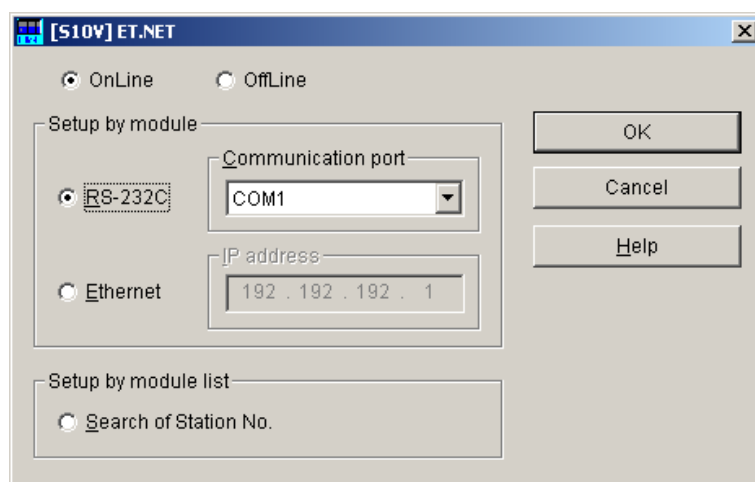 [S10V] ET.NET
OnLine OffLine
Setup by module
Communication port
RS-232C
COM1
IP address
Ethernet
192 . 192 . 192 . 1
Setup by module list
Search of Station No.
OK
Cancel
Help